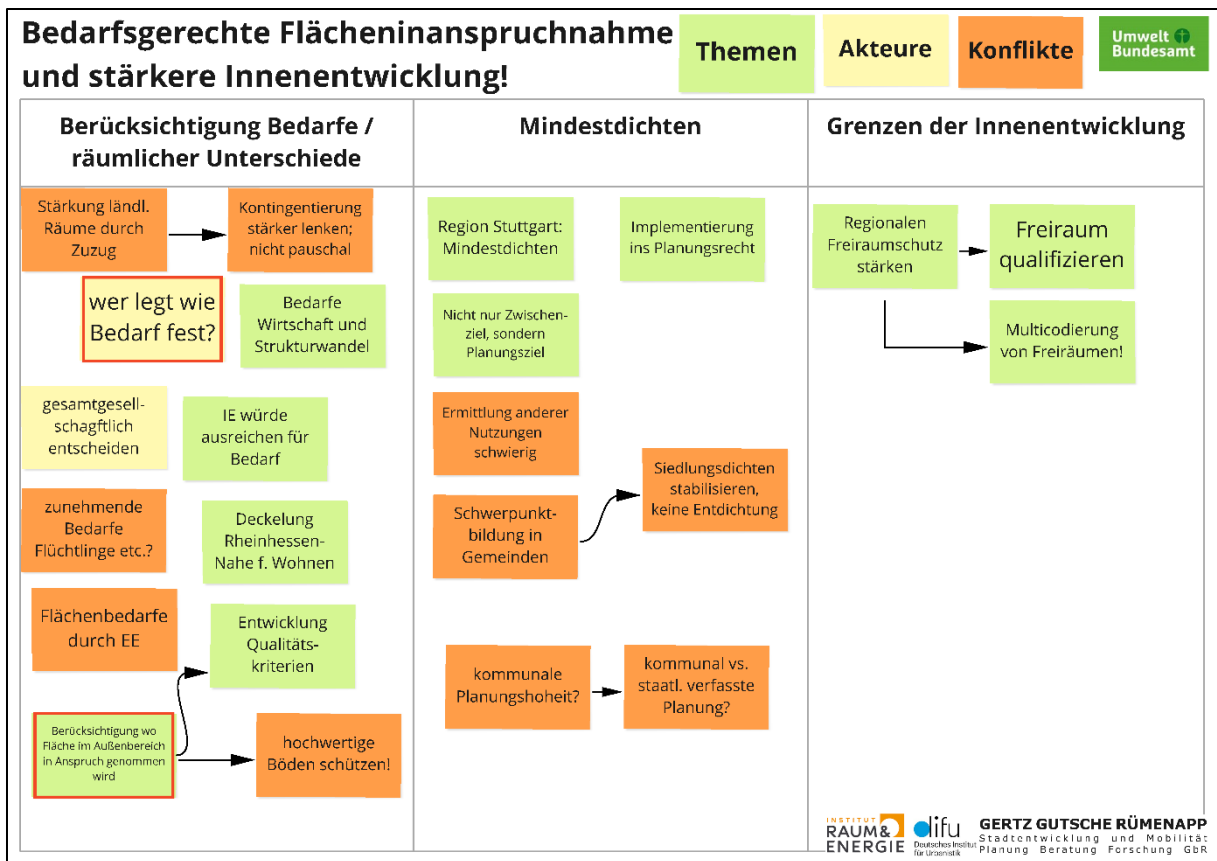 Bedarfsgerechte Flächeninanspruchnahme
und stärkere Innenentwicklung!
Themen
Akteure
Konflikte
Umwelt
Bundesamt
Berücksichtigung Bedarfe /
räumlicher Unterschiede
Stärkung ländl.
Räume durch
Zuzug
Kontingentierung
stärker lenken;
nicht pauschal
wer legt wie
Bedarf fest?
Bedarfe
Wirtschaft und
Strukturwandel
gesamtgesell-
schagftlich
entscheiden
IE würde
ausreichen für
Bedarf
zunehmende
Bedarfe
Flüchtlinge etc.?
Deckelung
Rheinhessen-
Nahe f. Wohnen
Flächenbedarfe
durch EE
Entwicklung
Qualitäts-
kriterien
Berücksichtigung wo
Fläche im Außenbereich
in Anspruch genommen
wird
hochwertige
Böden schützen!
Mindestdichten
Region Stuttgart:
Mindestdichten
Implementierung
ins Planungsrecht
Nicht nur Zwischen-
ziel, sondern
Planungsziel
Ermittlung anderer
Nutzungen
schwierig
Siedlungsdichten
stabilisieren,
keine Entdichtung
Schwerpunkt-
bildung in
Gemeinden
kommunale
Planungshoheit?
kommunal vs.
staatl. verfasste
Planung?
Grenzen der Innenentwicklung
Regionalen
Freiraumschutz
stärken
Freiraum
qualifizieren
Multicodierung
von Freiräumen!
INSTITUT
RAUM&
ENERGIE
difu
Deutsches Institut
für Urbanistik
GERTZ GUTSCHE RÜMENAPP
Stadtentwicklung und Mobilität
Planung Beratung Forschung GbR